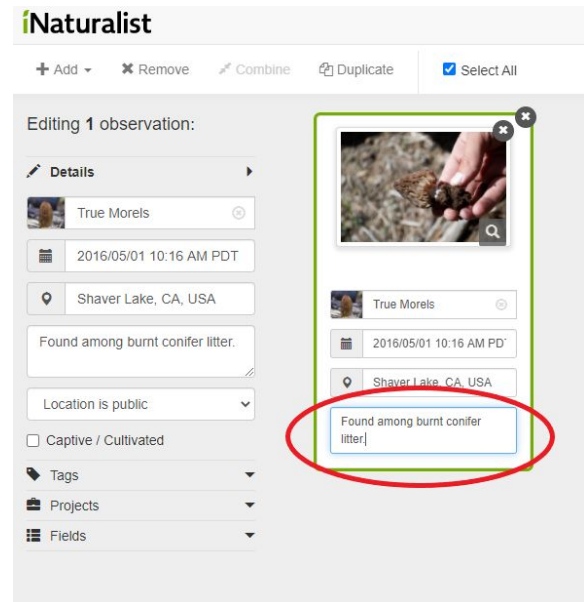 iNaturalist
Add Remove Combine Duplicate Select All
Editing 1 observation:
Details
True Morels
2016/05/01 10:16 AM PDT
Shaver Lake, CA, USA
Found among burnt conifer litter.
Location is public
Captive / Cultivated
Tags
Projects
Fields
True Morels
2016/05/01 10:16 AM PD
Shaver Lake, CA, USA
Found among burnt conifer
litter.